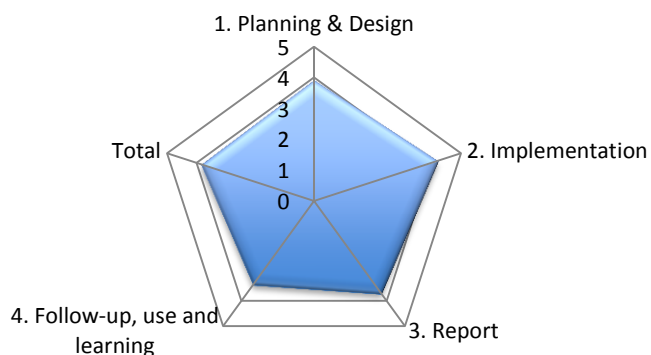 1. Planning & Design
5
4
3
2
1
0
Total
2. Implementation
4. Follow-up, use and
learning
3. Report